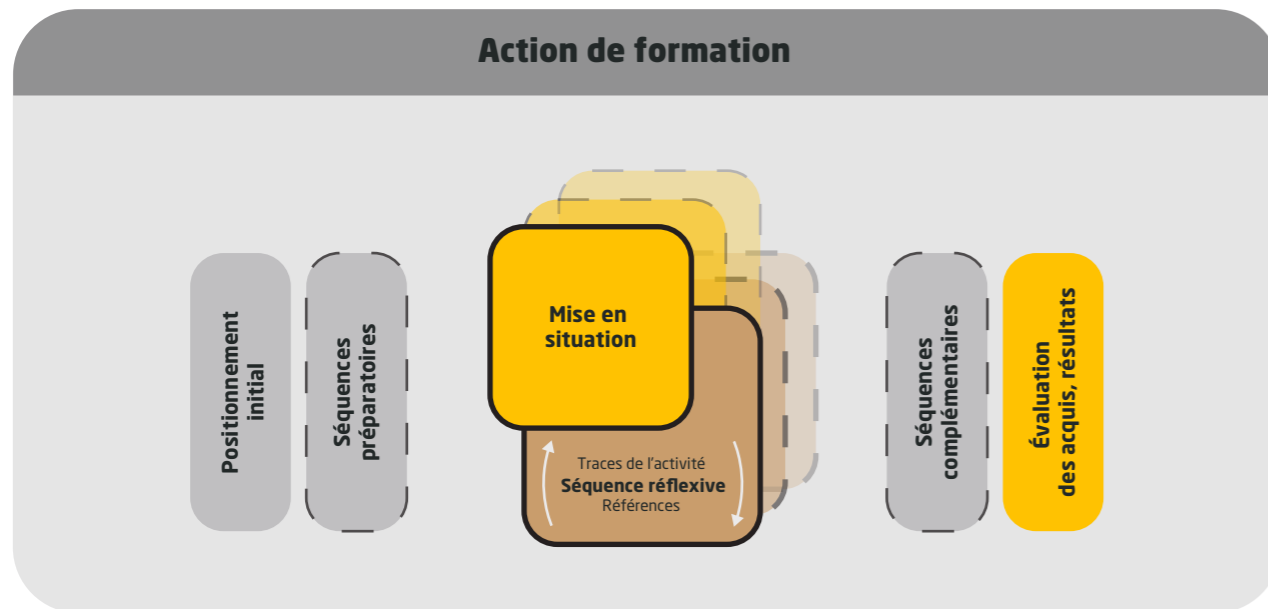 Action de formation
Positionnement
initial
Séquences
préparatoires
Mise en
situation
Traces de l'activité
Séquence réflexive
Références
Séquences
complémentaires
Évaluation
des acquis, résultats